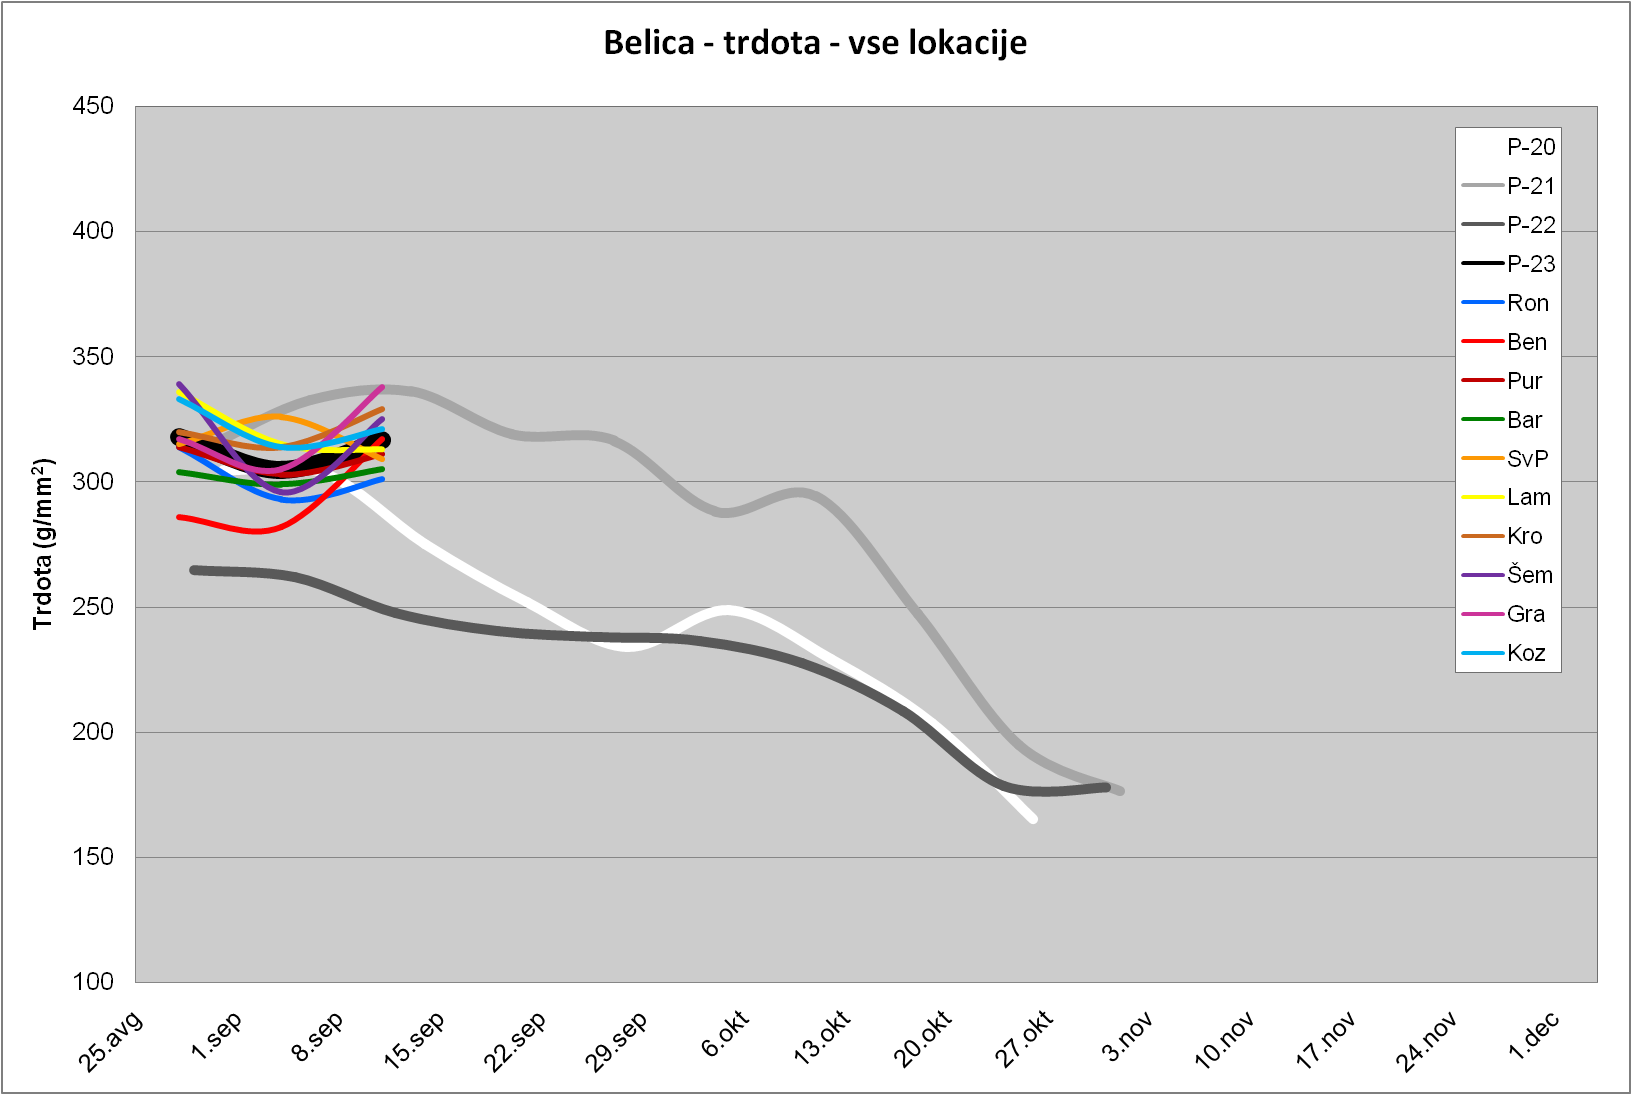 Belica - trdota - vse lokacije
Trdota (g/mm²)
450
400
350
300
250
200
150
100
25.avg
1.sep
8.sep
15.sep
22.sep
29.sep
6.okt
13.okt
20.okt
27.okt
3.nov
10.nov
17.nov
24.nov
1.dec
P-20
P-21
P-22
P-23
Ron
Ben
Pur
Bar
SvP
Lam
Kro
Šem
Gra
Koz